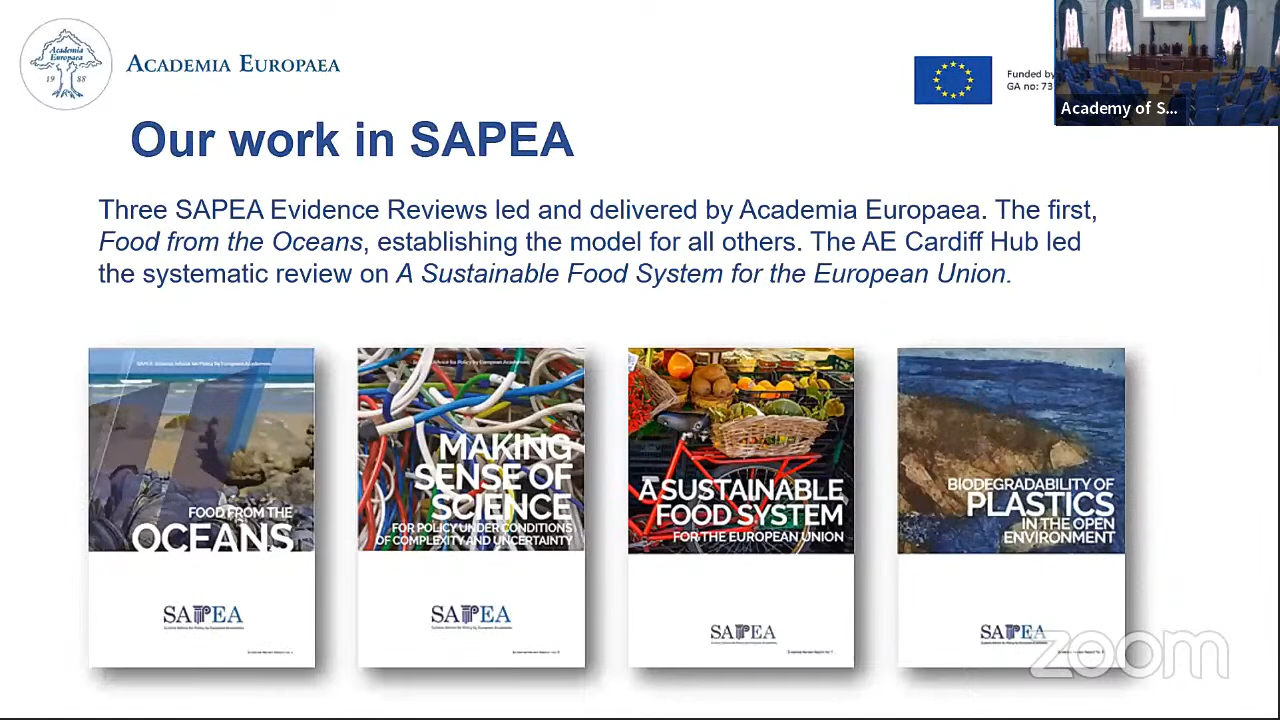 Academia
Europaea
19 88
ACADEMIA EUROPAEA
Funded by
GA no: 73
Academy of S...
Our work in SAPEA
Three SAPEA Evidence Reviews led and delivered by Academia Europaea. The first,
Food from the Oceans, establishing the model for all others. The AE Cardiff Hub led
the systematic review on A Sustainable Food System for the European Union.
FOOD FROM THE
OCEANS
SAPEA
MAKING
SENSE OF
SCIENCE
FOR POLICY UNDER CONDITIONS
OF COMPLEXITY AND UNCERTAINTY
SAPEA
A SUSTAINABLE
FOOD SYSTEM
FOR THE EUROPEAN UNION
SAPEA
BIODEGRADABILITY OF
PLASTICS
IN THE OPEN
ENVIRONMENT
SAPEA
zoom